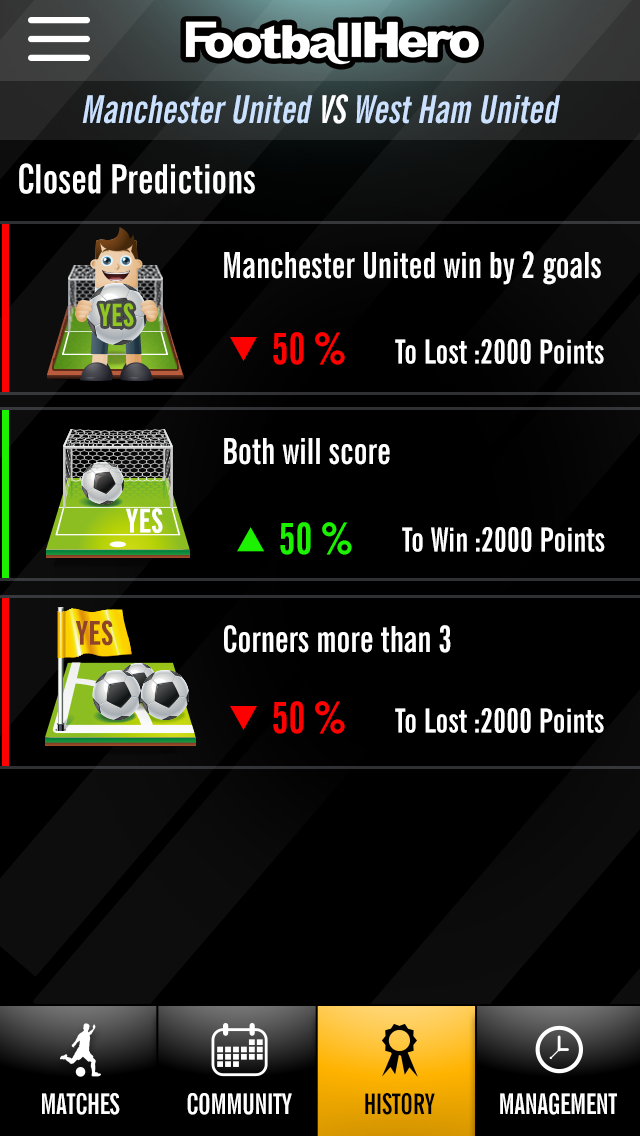 FootballHero
Manchester United VS West Ham United
Closed Predictions
Manchester United win by 2 goals
YES
50 %
To Lost :2000 Points
Both will score
YES
50 %
To Win :2000 Points
YES
Corners more than 3
50 %
To Lost :2000 Points
MATCHES
COMMUNITY
HISTORY
MANAGEMENT